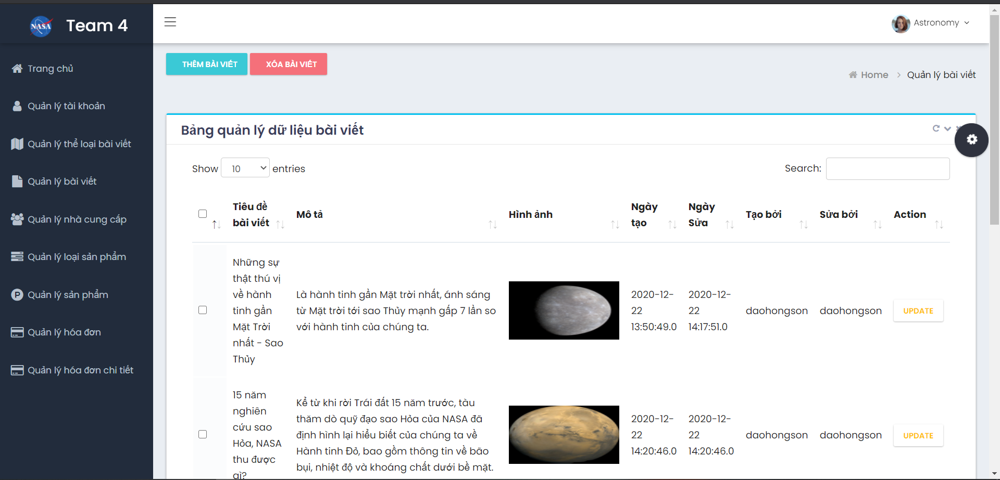 NASA Team 4
Astronomy
Trang chủ
Quản lý tài khoản
Quản lý thể loại bài viết
Quản lý bài viết
Quản lý nhà cung cấp
Quản lý loại sản phẩm
P Quản lý sản phẩm
Quản lý hóa đơn
Quản lý hóa đơn chi tiết
THÊM BÀI VIẾT XÓA BÀI VIẾT
Home > Quản lý bài viết
Bảng quản lý dữ liệu bài viết
Show 10 entries
Search:
Tiêu đề
bài viết
Mô tả
Hình ảnh
Ngày
tạo
Ngày
Sửa
Tạo bởi
Sửa bởi
Action
Những sự
thật thú vị
về hành
tinh gần
Mặt Trời
nhất - Sao
Thủy
Là hành tinh gần Mặt trời nhất, ánh sáng
từ Mặt trời tới sao Thủy mạnh gấp 7 lần so
với hành tinh của chúng ta.
2020-12-
22
13:50:49.0
2020-12-
22
14:17:51.0
daohongson
daohongson
UPDATE
15 năm
nghiên
cứu sao
Hỏa, NASA
thu được
gì?
Kể từ khi rời Trái đất 15 năm trước, tàu
thăm dò quỹ đạo sao Hỏa của NASA đã
định hình lại hiểu biết của chúng ta về
Hành tinh Đỏ, bao gồm thông tin về bão
bụi, nhiệt độ và khoáng chất dưới bề mặt.
2020-12-
22
14:20:46.0
2020-12-
22
14:20:46.0
daohongson
daohongson
UPDATE